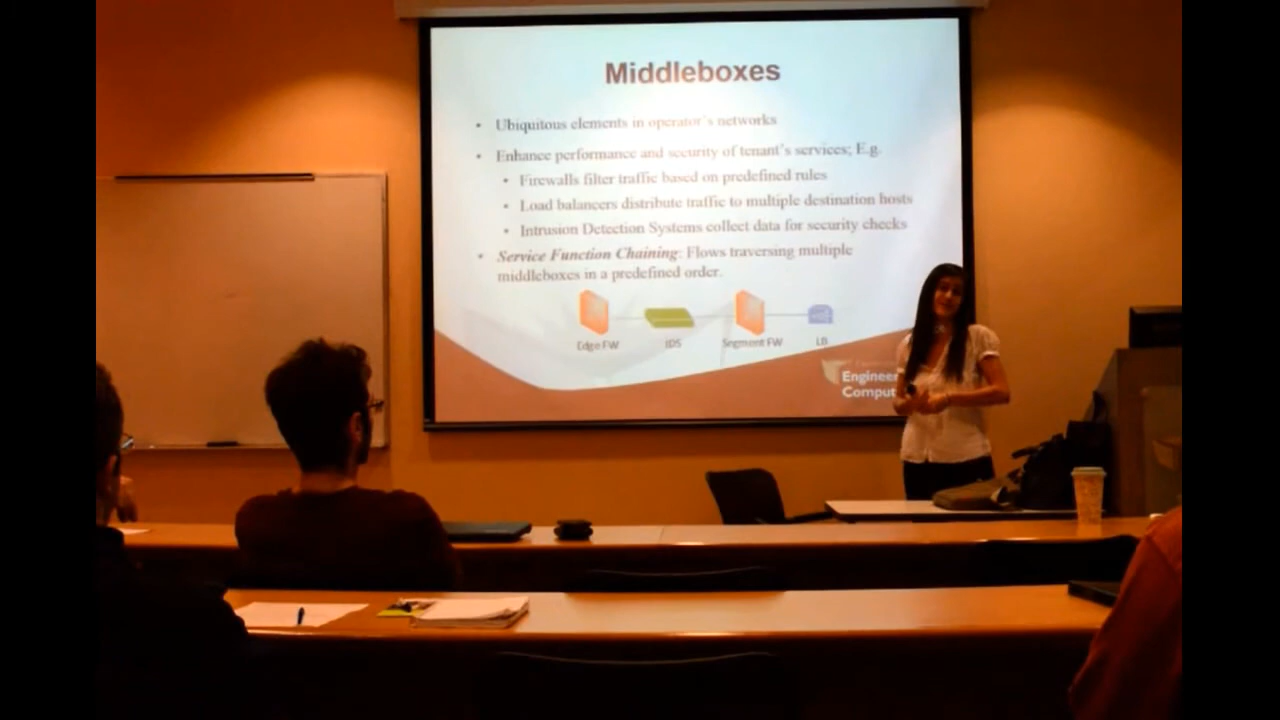 Middleboxes
• Ubiquitous elements in operator's networks
• Enhance performance and security of tenant's services; E.g.
• Firewalls filter traffic based on predefined rules
• Load balancers distribute traffic to multiple destination hosts
• Intrusion Detection Systems collect data for security checks
• Service Function Chaining: Flows traversing multiple
middleboxes in a predefined order.
Edge FW IDS Segment FW LB
Engineer
Comput